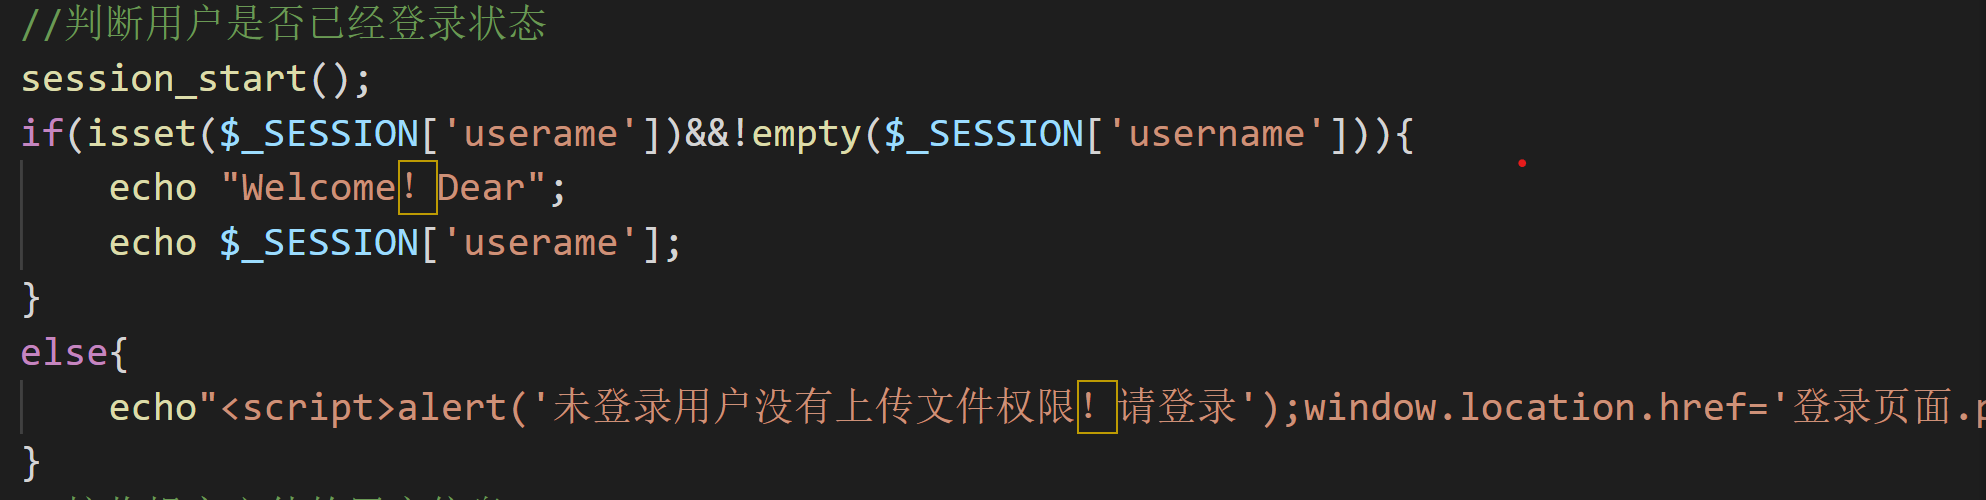 //判断用户是否已经登录状态
session_start();
if(isset($_SESSION['userame'])&&!empty($_SESSION['username'])){
    echo "Welcome！Dear";
    echo $_SESSION['userame'];
}
else{
    echo"<script>alert('未登录用户没有上传文件权限！请登录');window.location.href='登录页面.p
}